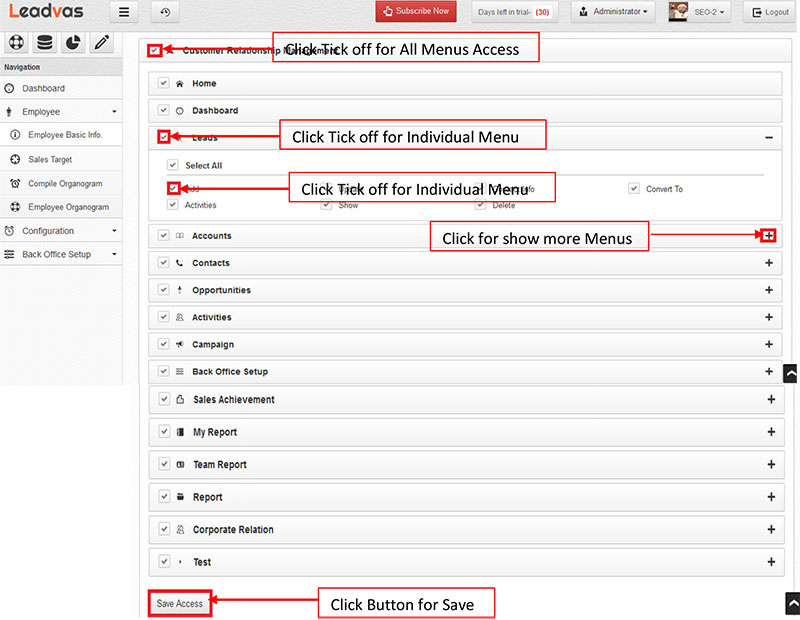 Leadvas
Subscribe Now
Days left in trial- (30)
Administrator
SEO-2
Logout
Navigation
Dashboard
Employee
Employee Basic Info.
Sales Target
Compile Organogram
Employee Organogram
Configuration
Back Office Setup
Customer Relationship Management
Click Tick off for All Menus Access
Home
Dashboard
Leads
Click Tick off for Individual Menu
Select All
Click Tick off for Individual Menu
Convert To
Activities
Show
Delete
Accounts
Click for show more Menus
Contacts
Opportunities
Activities
Campaign
Back Office Setup
Sales Achievement
My Report
Team Report
Report
Corporate Relation
Test
Save Access
Click Button for Save